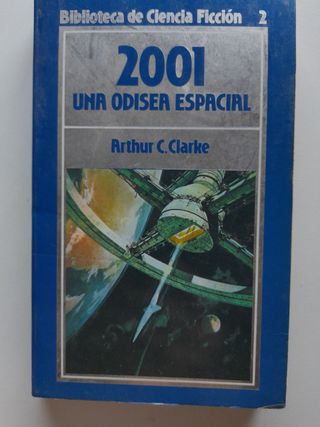 Biblioteca de Ciencia Ficción 2
2001
UNA ODISEA ESPACIAL
Arthur C. Clarke